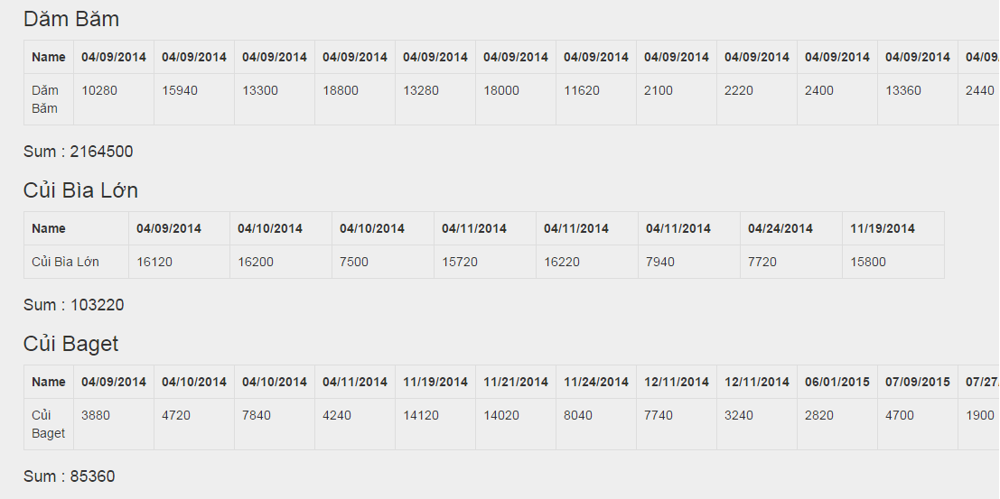 Dăm Băm
Name 04/09/2014 04/09/2014 04/09/2014 04/09/2014 04/09/2014 04/09/2014 04/09/2014 04/09/2014 04/09/2014 04/09/2014 04/09/2014 04/09/
Dăm 10280 15940 13300 18800 13280 18000 11620 2100 2220 2400 13360 2440
Băm
Sum : 2164500
Củi Bìa Lớn
Name 04/09/2014 04/10/2014 04/10/2014 04/11/2014 04/11/2014 04/11/2014 04/24/2014 11/19/2014
Củi Bìa Lớn 16120 16200 7500 15720 16220 7940 7720 15800
Sum : 103220
Củi Baget
Name 04/09/2014 04/10/2014 04/10/2014 04/11/2014 11/19/2014 11/21/2014 11/24/2014 12/11/2014 12/11/2014 06/01/2015 07/09/2015 07/27/
Củi 3880 4720 7840 4240 14120 14020 8040 7740 3240 2820 4700 1900
Baget
Sum : 85360